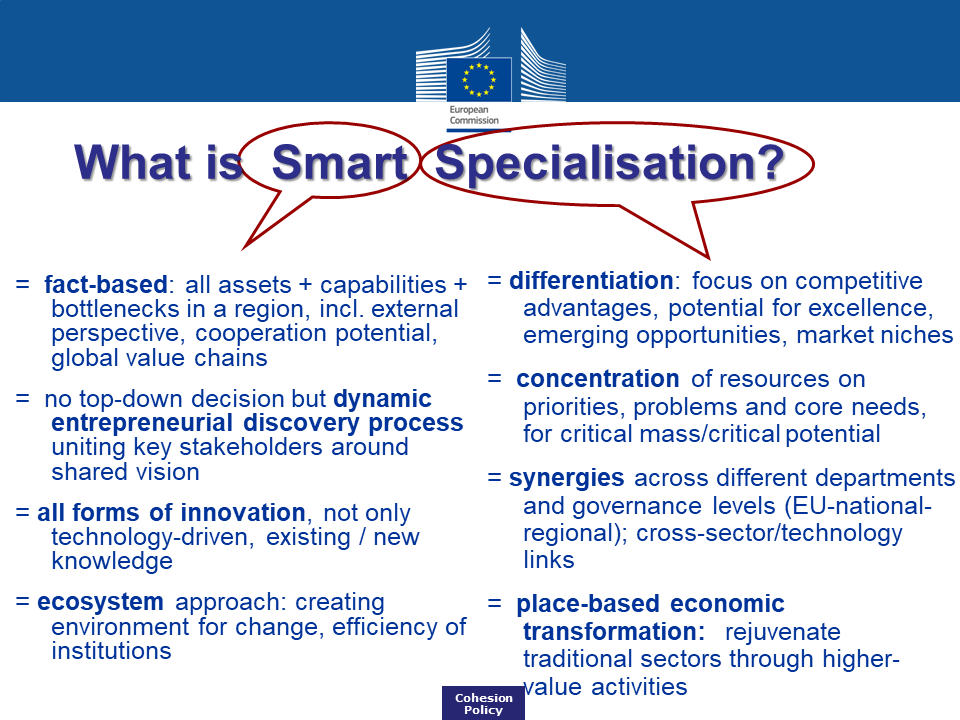 European
Commission
What is Smart Specialisation?
= fact-based: all assets + capabilities +
bottlenecks in a region, incl. external
perspective, cooperation potential,
global value chains
= no top-down decision but dynamic
entrepreneurial discovery process
uniting key stakeholders around
shared vision
= all forms of innovation, not only
technology-driven, existing / new
knowledge
= ecosystem approach: creating
environment for change, efficiency of
institutions
= differentiation: focus on competitive
advantages, potential for excellence,
emerging opportunities, market niches
= concentration of resources on
priorities, problems and core needs,
for critical mass/critical potential
= synergies across different departments
and governance levels (EU-national-
regional); cross-sector/technology
links
= place-based economic
transformation: rejuvenate
traditional sectors through higher-
value activities
Cohesion
Policy